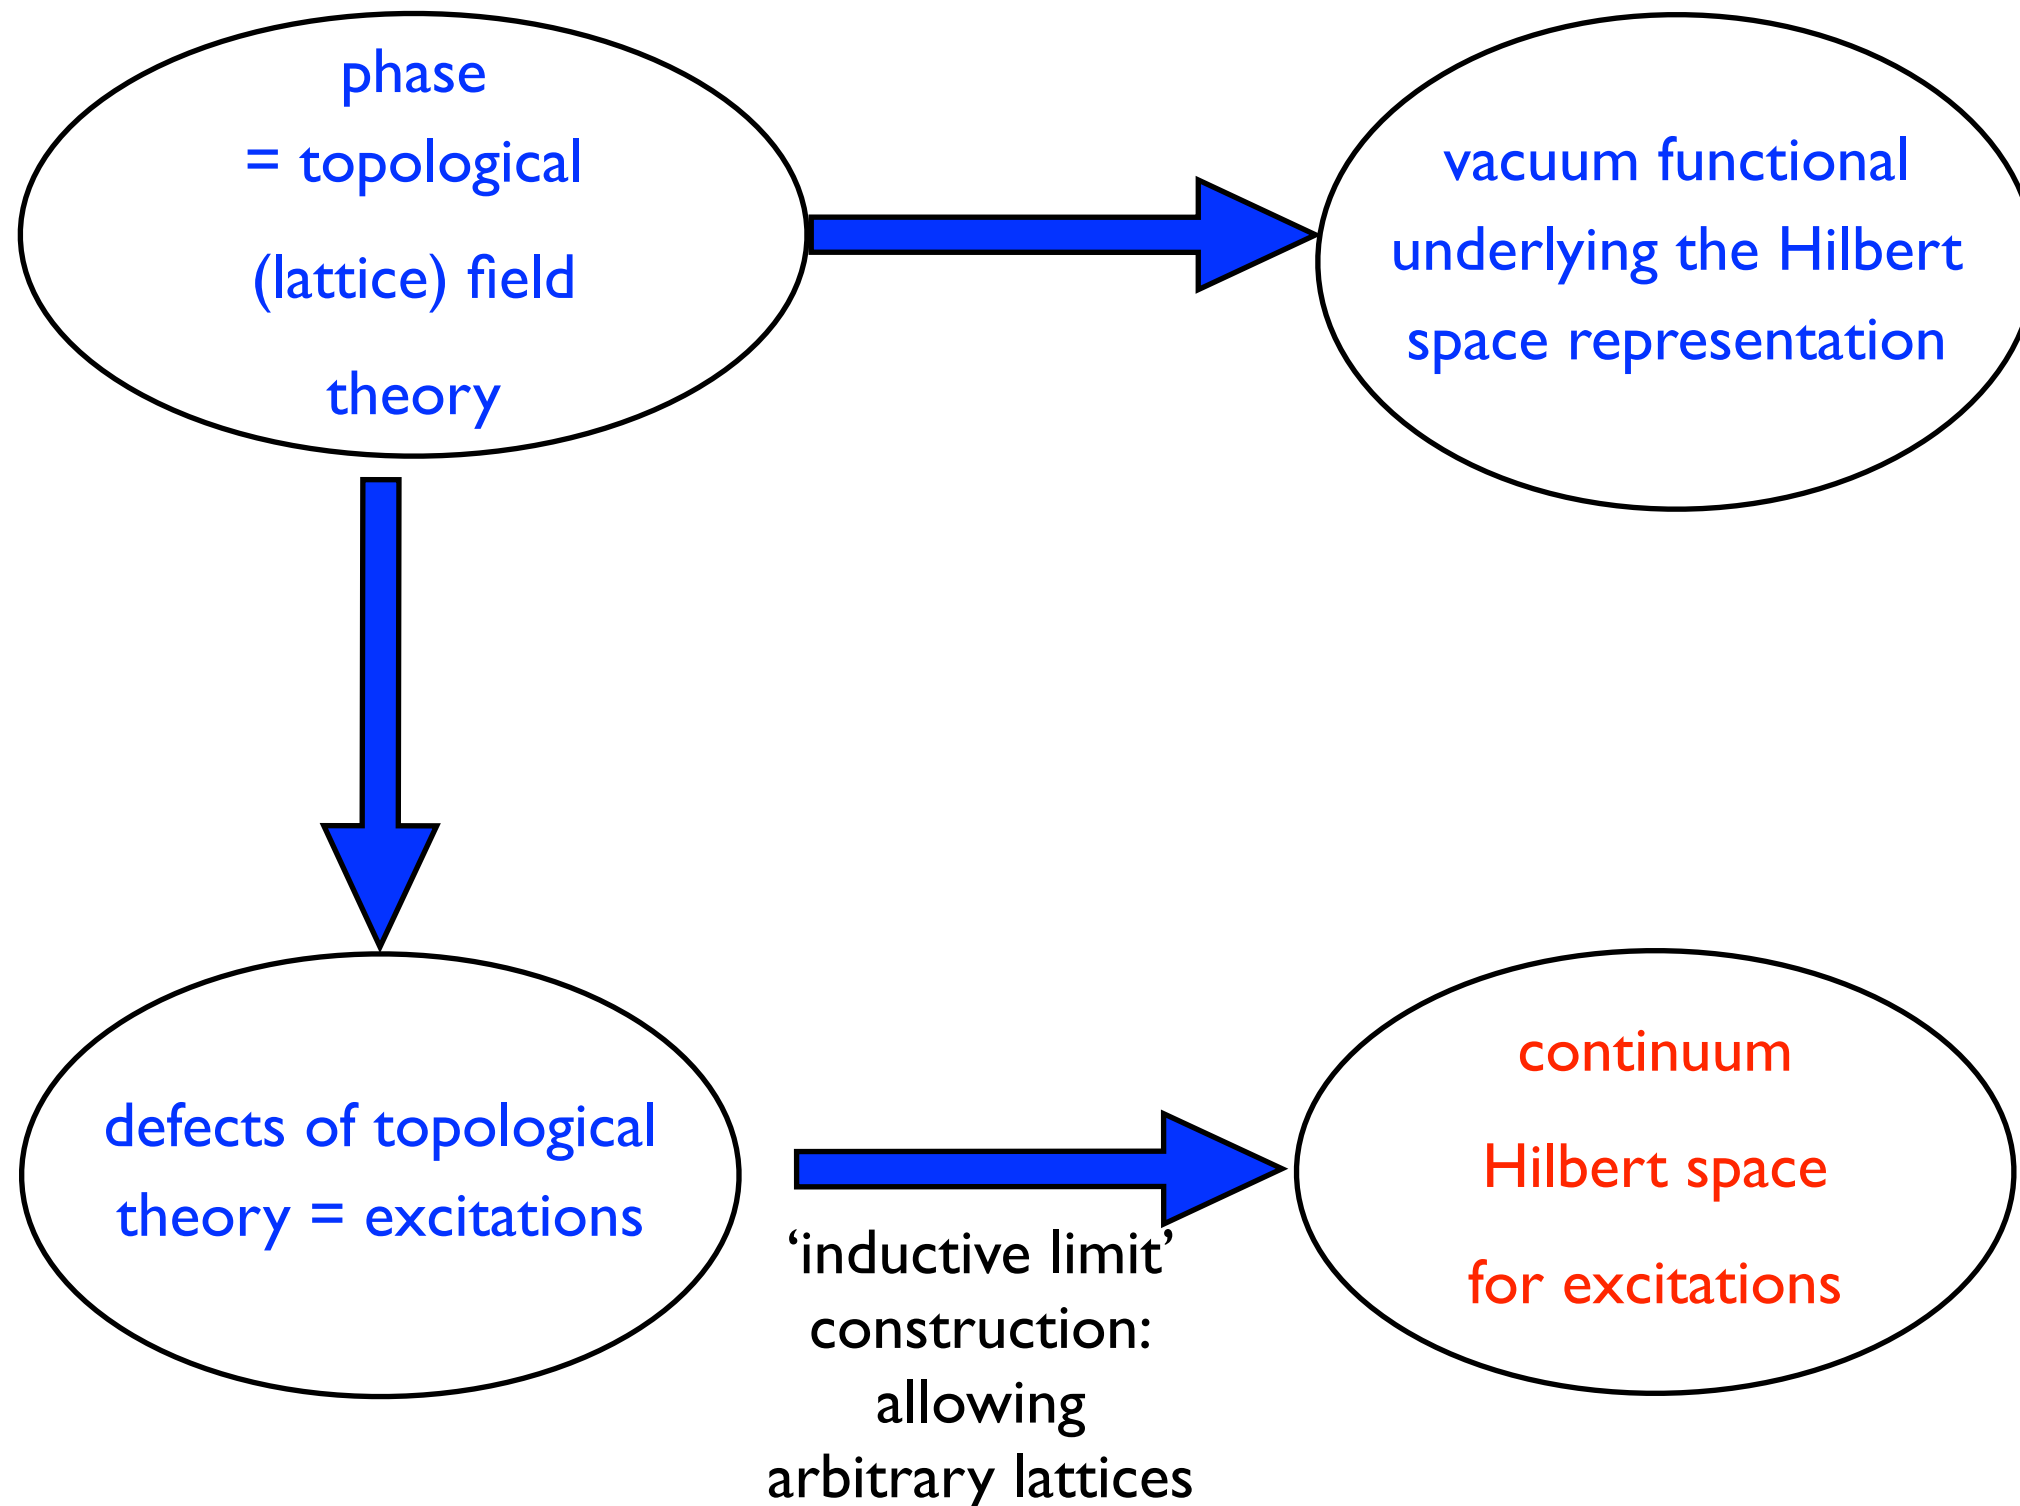 phase
= topological
(lattice) field
theory
vacuum functional
underlying the Hilbert
space representation
defects of topological
theory = excitations
‘inductive limit’
construction:
allowing
arbitrary lattices
continuum
Hilbert space
for excitations